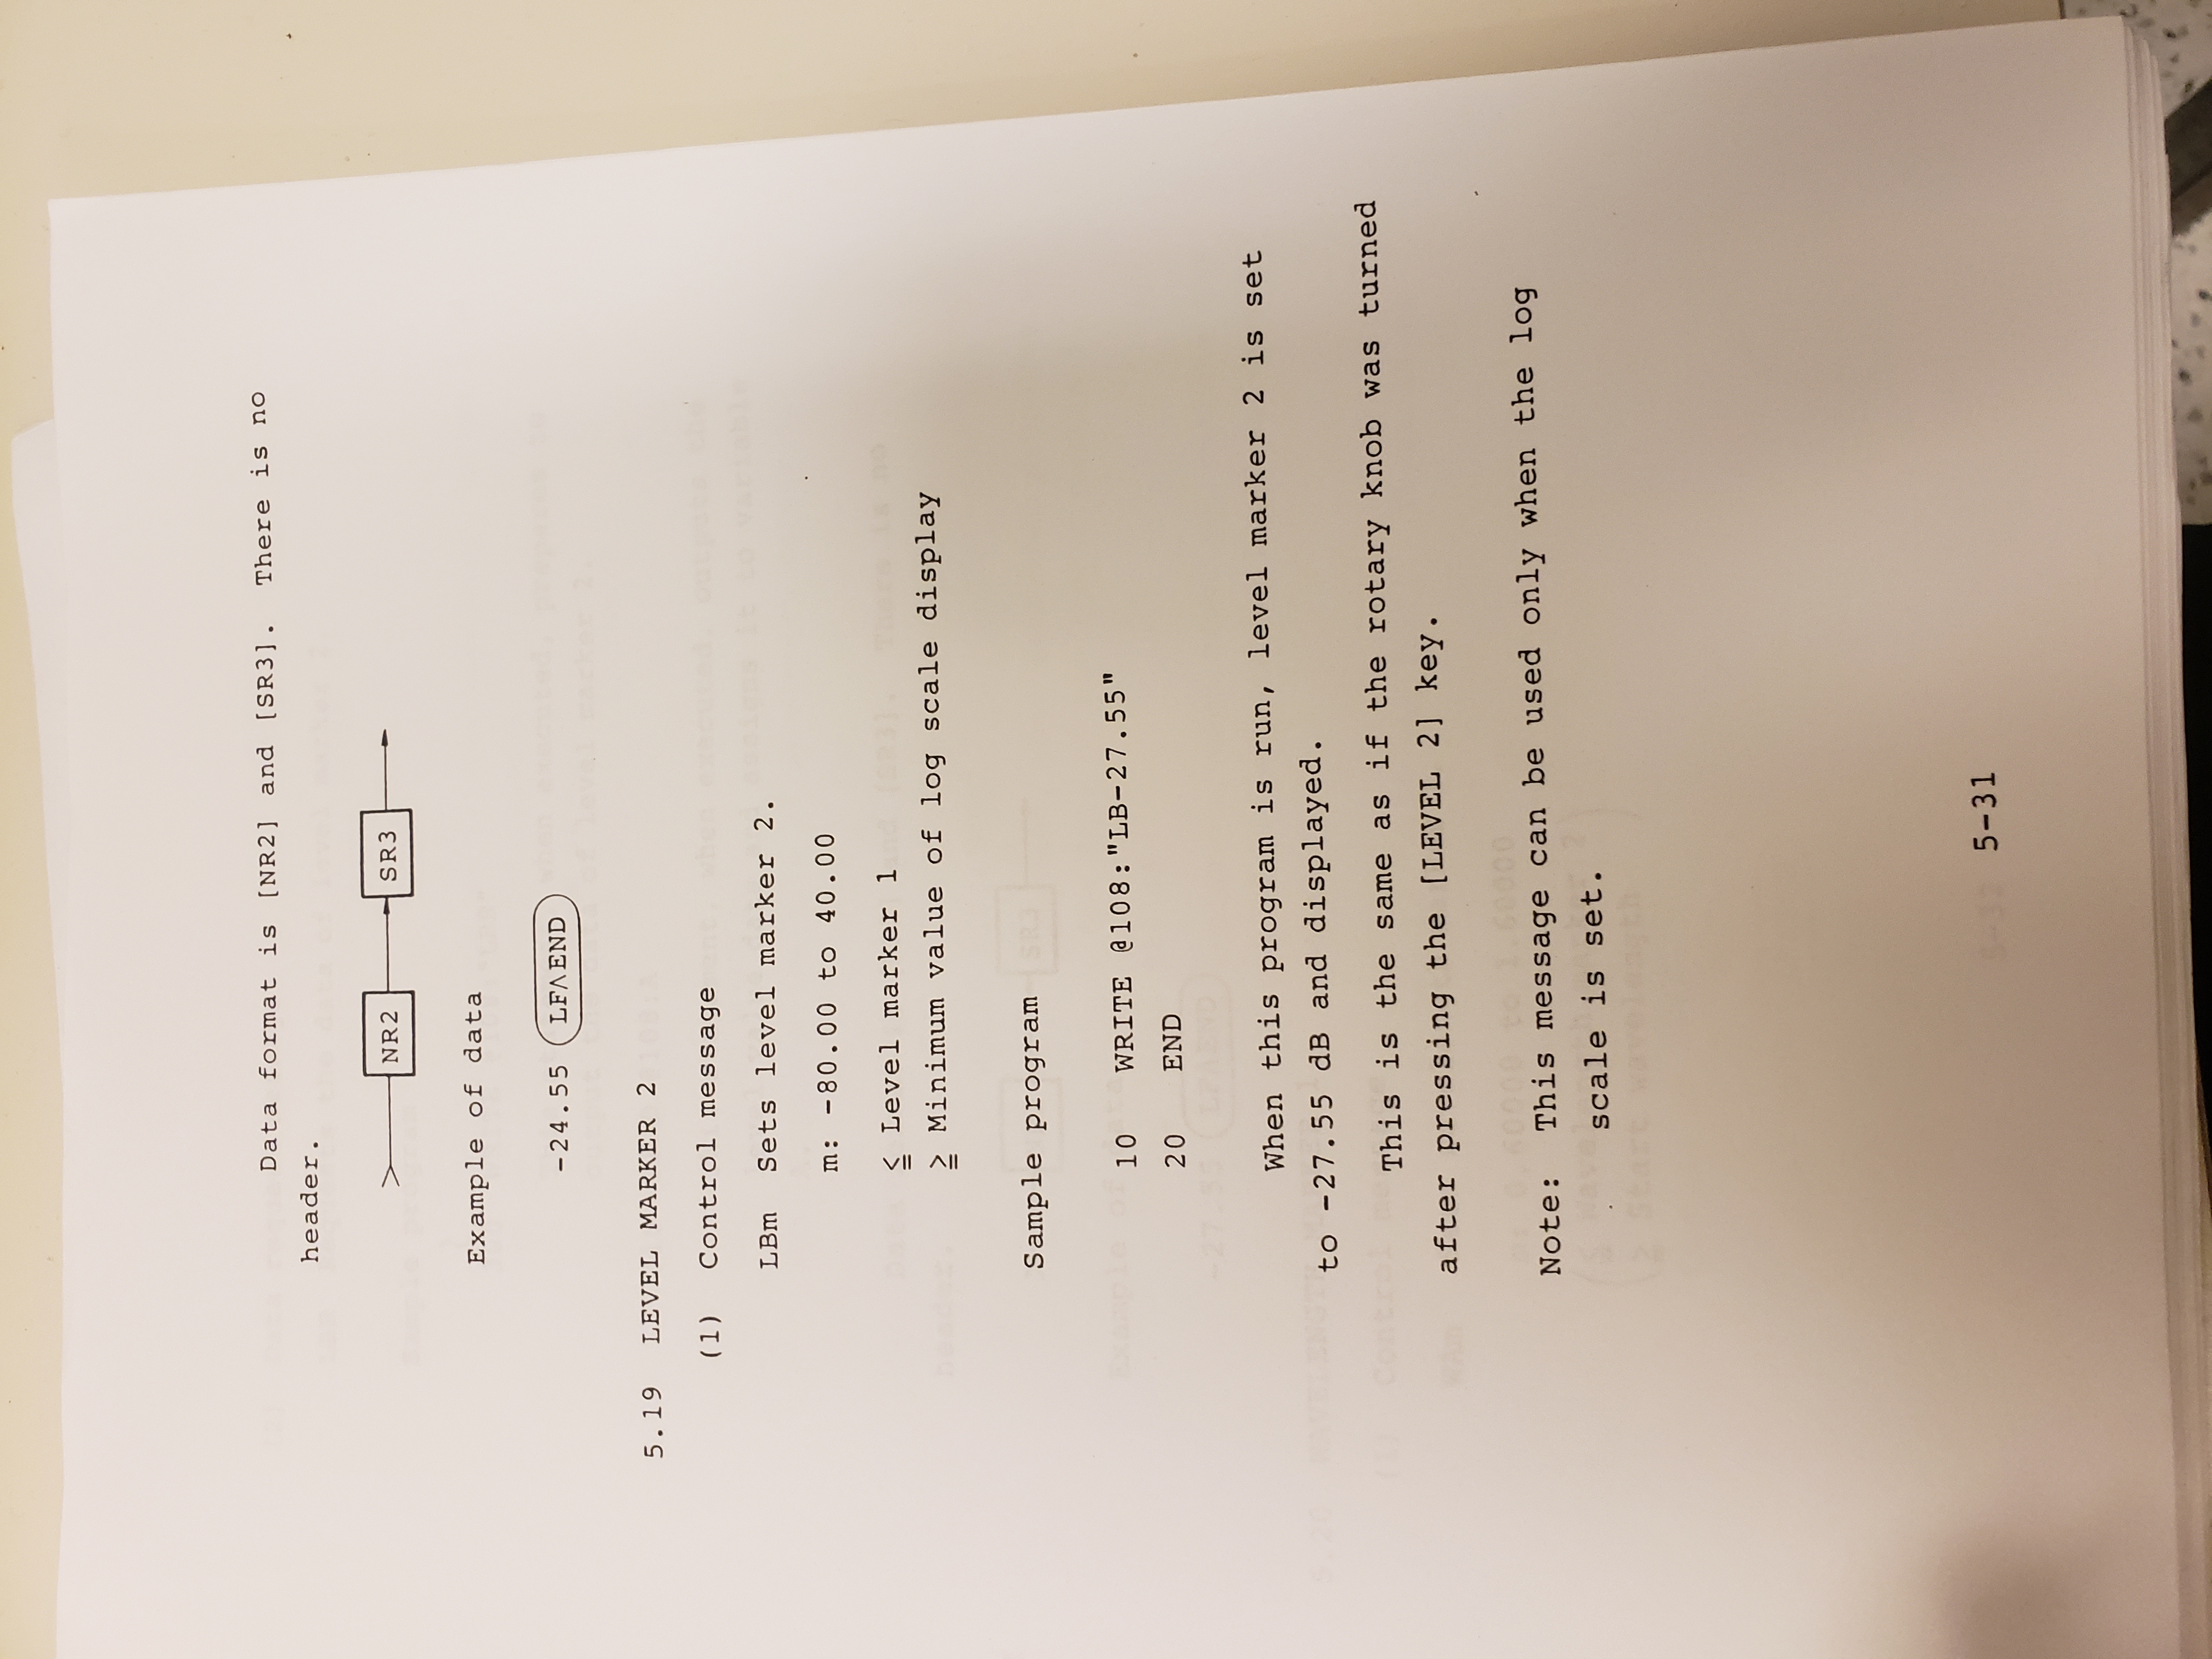 Data format is [NR2] and [SR3].  There is no
header.
NR2 SR3
Example of data
-24.55 LFΛEND
5.19 LEVEL MARKER 2
(1) Control message
LBm Sets level marker 2.
m: -80.00 to 40.00
≦ Level marker 1
≧ Minimum value of log scale display
Sample program
10 WRITE @108:"LB-27.55"
20 END
When this program is run, level marker 2 is set
to -27.55 dB and displayed.
This is the same as if the rotary knob was turned
after pressing the [LEVEL 2] key.
Note: This message can be used only when the log
scale is set.
5-31